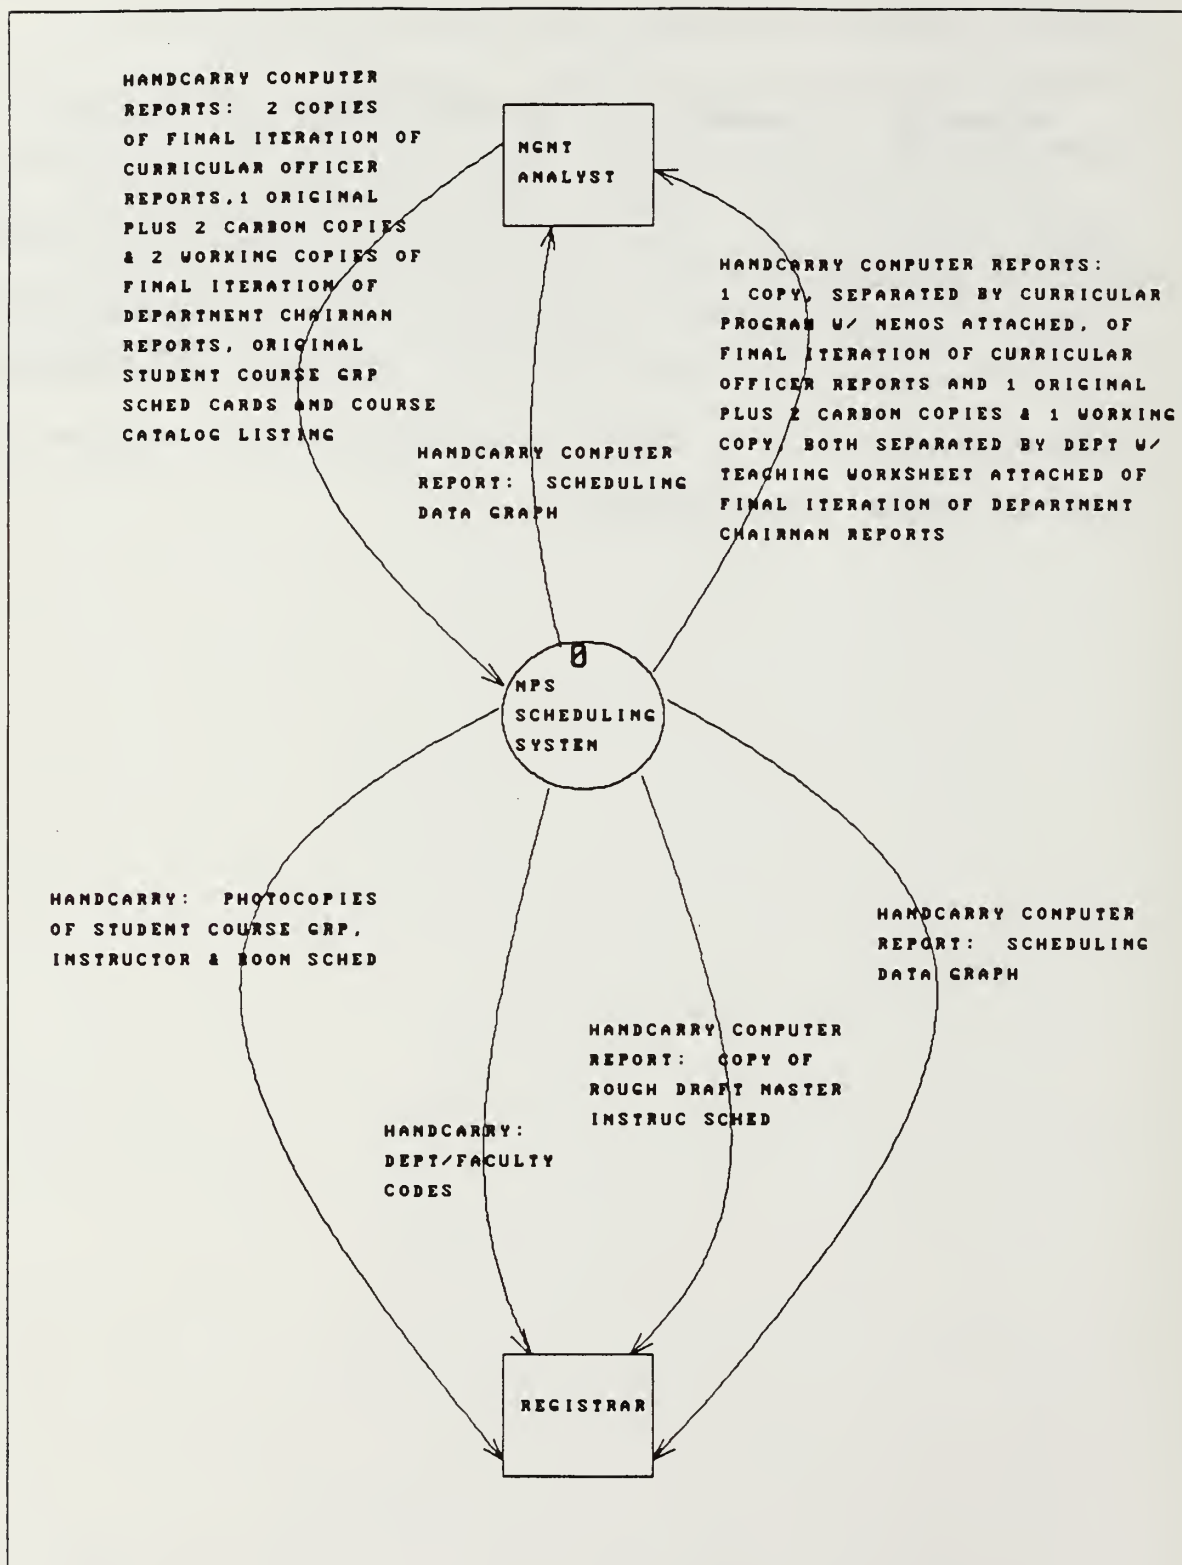 HANDCARRY COMPUTER
REPORTS: 2 COPIES
OF FINAL ITERATION OF
CURRICULAR OFFICER
REPORTS,1 ORIGINAL
PLUS 2 CARBON COPIES
& 2 WORKING COPIES OF
FINAL ITERATION OF
DEPARTMENT CHAIRMAN
REPORTS, ORIGINAL
STUDENT COURSE GRP
SCHED CARDS AND COURSE
CATALOG LISTING
MGMT
ANALYST
HANDCARRY COMPUTER
REPORT: SCHEDULING
DATA GRAPH
HANDCARRY COMPUTER REPORTS:
1 COPY, SEPARATED BY CURRICULAR
PROGRAM W/ MEMOS ATTACHED, OF
FINAL ITERATION OF CURRICULAR
OFFICER REPORTS AND 1 ORIGINAL
PLUS 2 CARBON COPIES & 1 WORKING
COPY, BOTH SEPARATED BY DEPT W/
TEACHING WORKSHEET ATTACHED OF
FINAL ITERATION OF DEPARTMENT
CHAIRMAN REPORTS
0
NPS
SCHEDULING
SYSTEM
HANDCARRY: PHOTOCOPIES
OF STUDENT COURSE GRP,
INSTRUCTOR & ROOM SCHED
HANDCARRY:
DEPT/FACULTY
CODES
HANDCARRY COMPUTER
REPORT: COPY OF
ROUGH DRAFT MASTER
INSTRUC SCHED
HANDCARRY COMPUTER
REPORT: SCHEDULING
DATA GRAPH
REGISTRAR